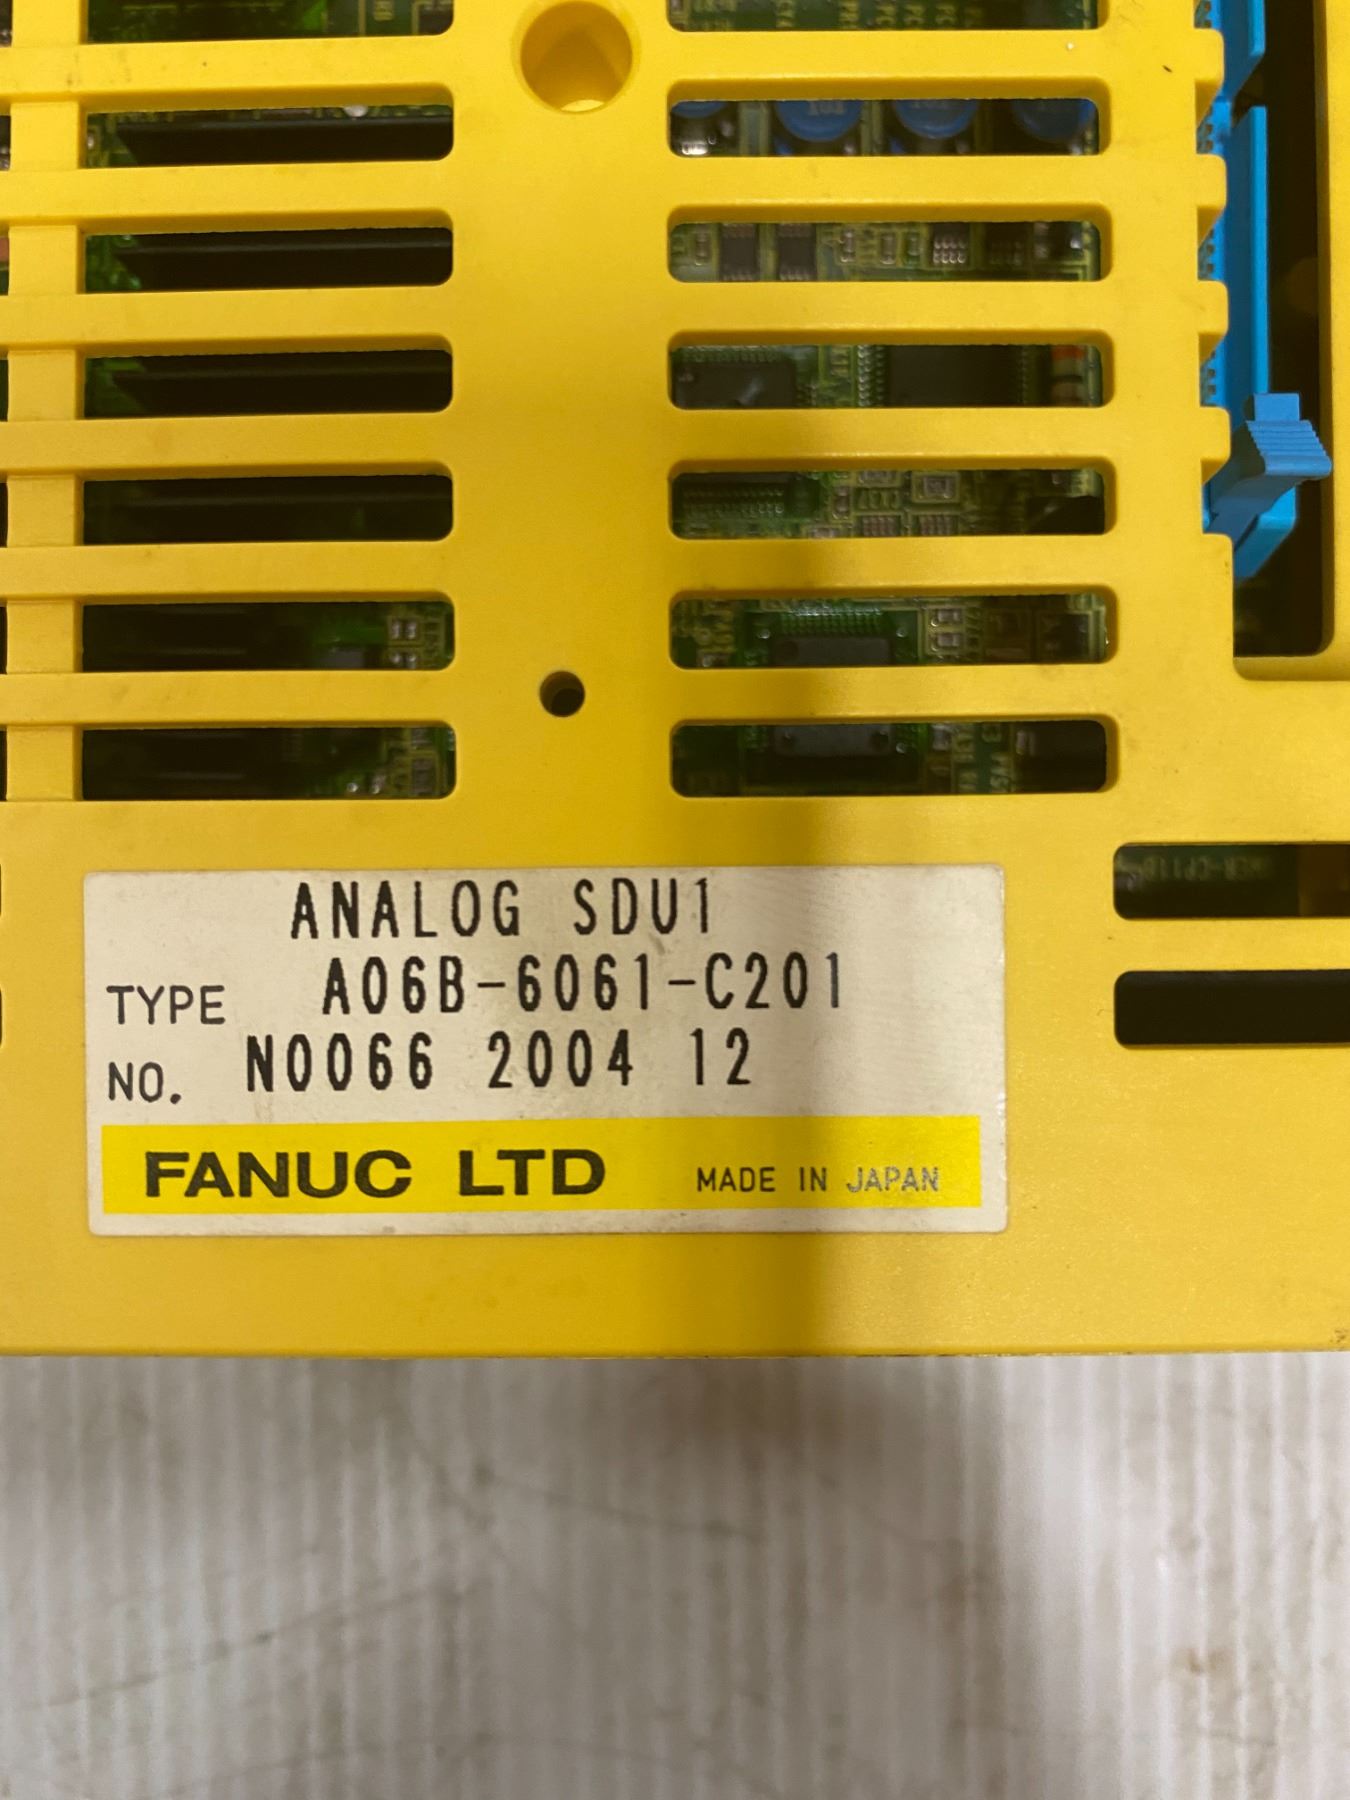 ANALOG SDU1
TYPE A06B-6061-C201
NO. N0066 2004 12
FANUC LTD MADE IN JAPAN